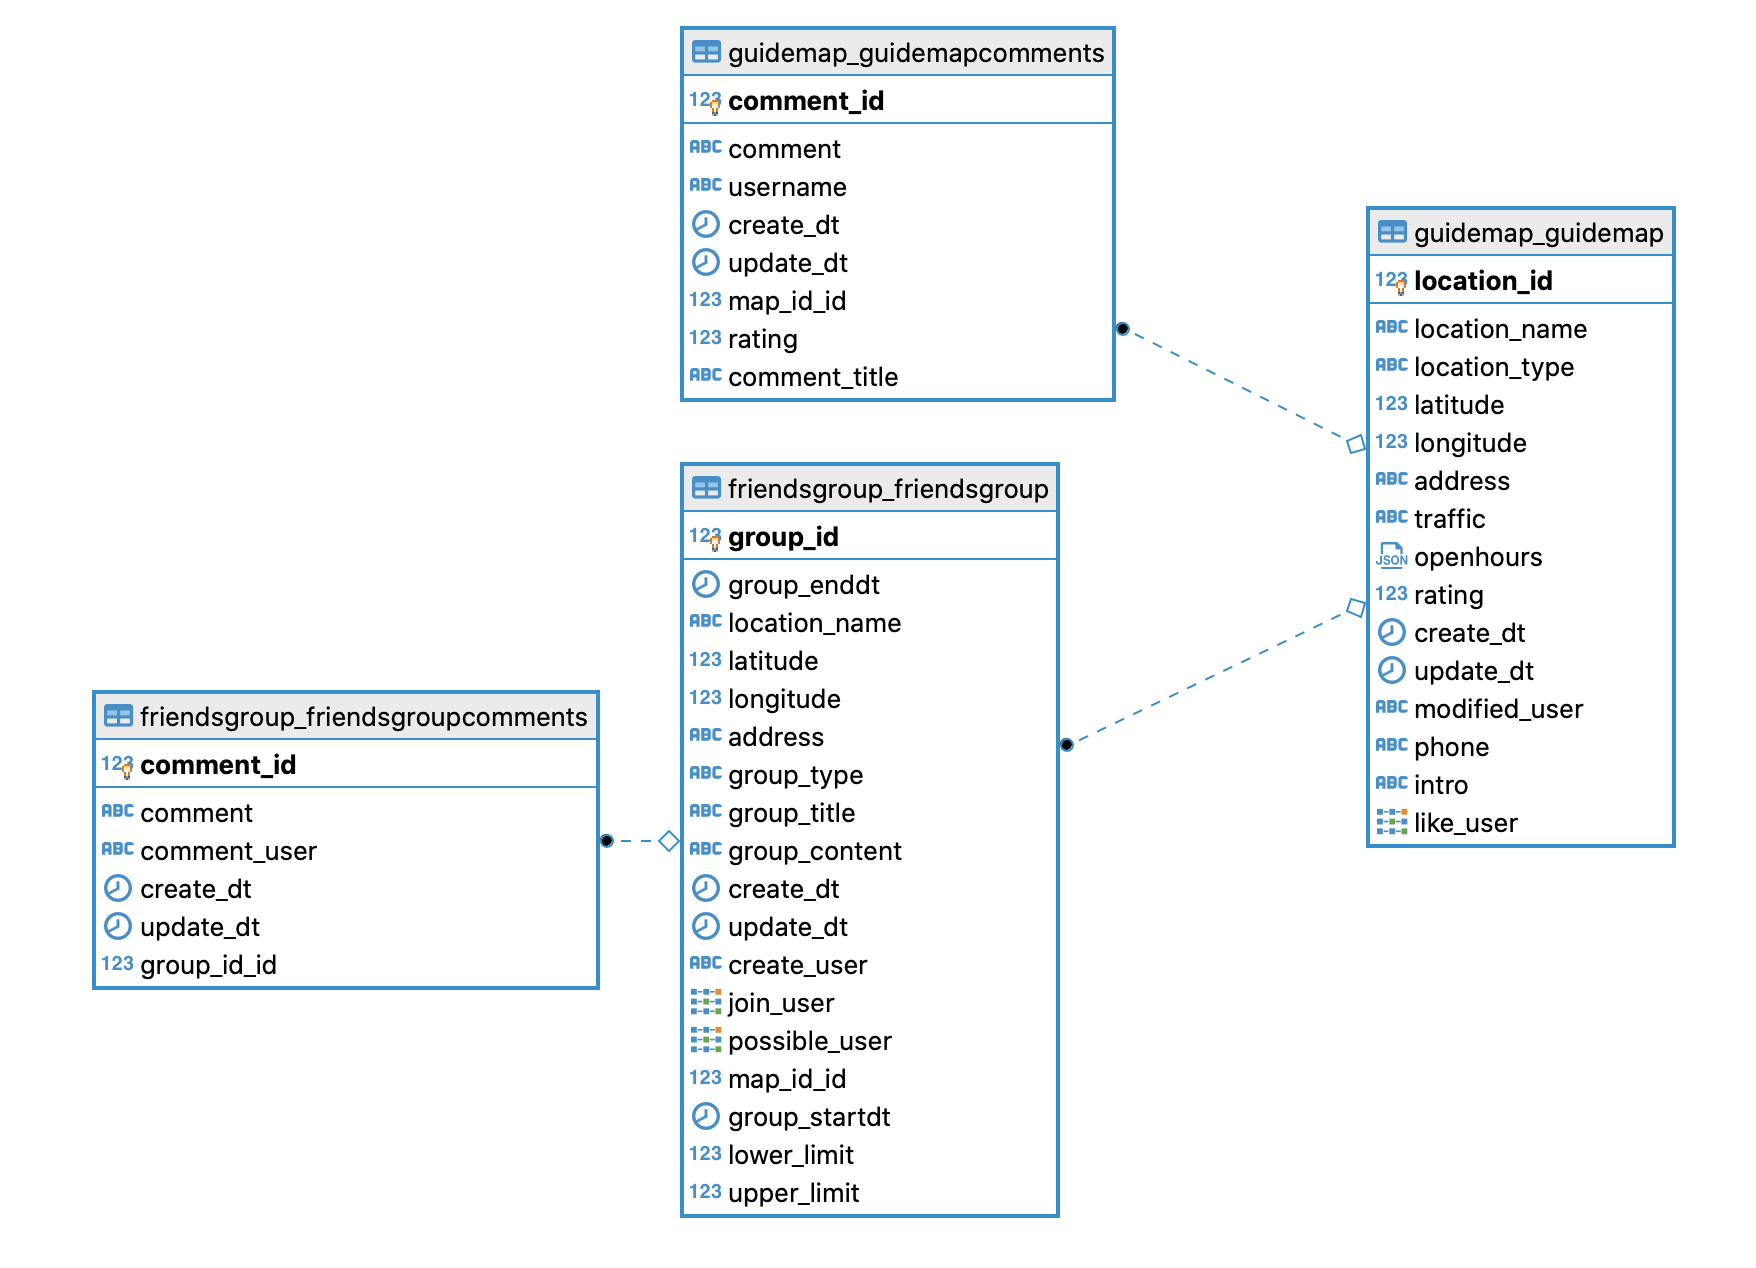 guidemap_guidemapcomments
123 comment_id
ABC comment
ABC username
create_dt
update_dt
123 map_id_id
123 rating
ABC comment_title
guidemap_guidemap
123 location_id
ABC location_name
ABC location_type
123 latitude
123 longitude
ABC address
ABC traffic
JSON openhours
123 rating
create_dt
update_dt
ABC modified_user
ABC phone
ABC intro
like_user
friendsgroup_friendsgroup
123 group_id
group_enddt
ABC location_name
123 latitude
123 longitude
ABC address
ABC group_type
ABC group_title
ABC group_content
create_dt
update_dt
ABC create_user
join_user
possible_user
123 map_id_id
group_startdt
123 lower_limit
123 upper_limit
friendsgroup_friendsgroupcomments
123 comment_id
ABC comment
ABC comment_user
create_dt
update_dt
123 group_id_id